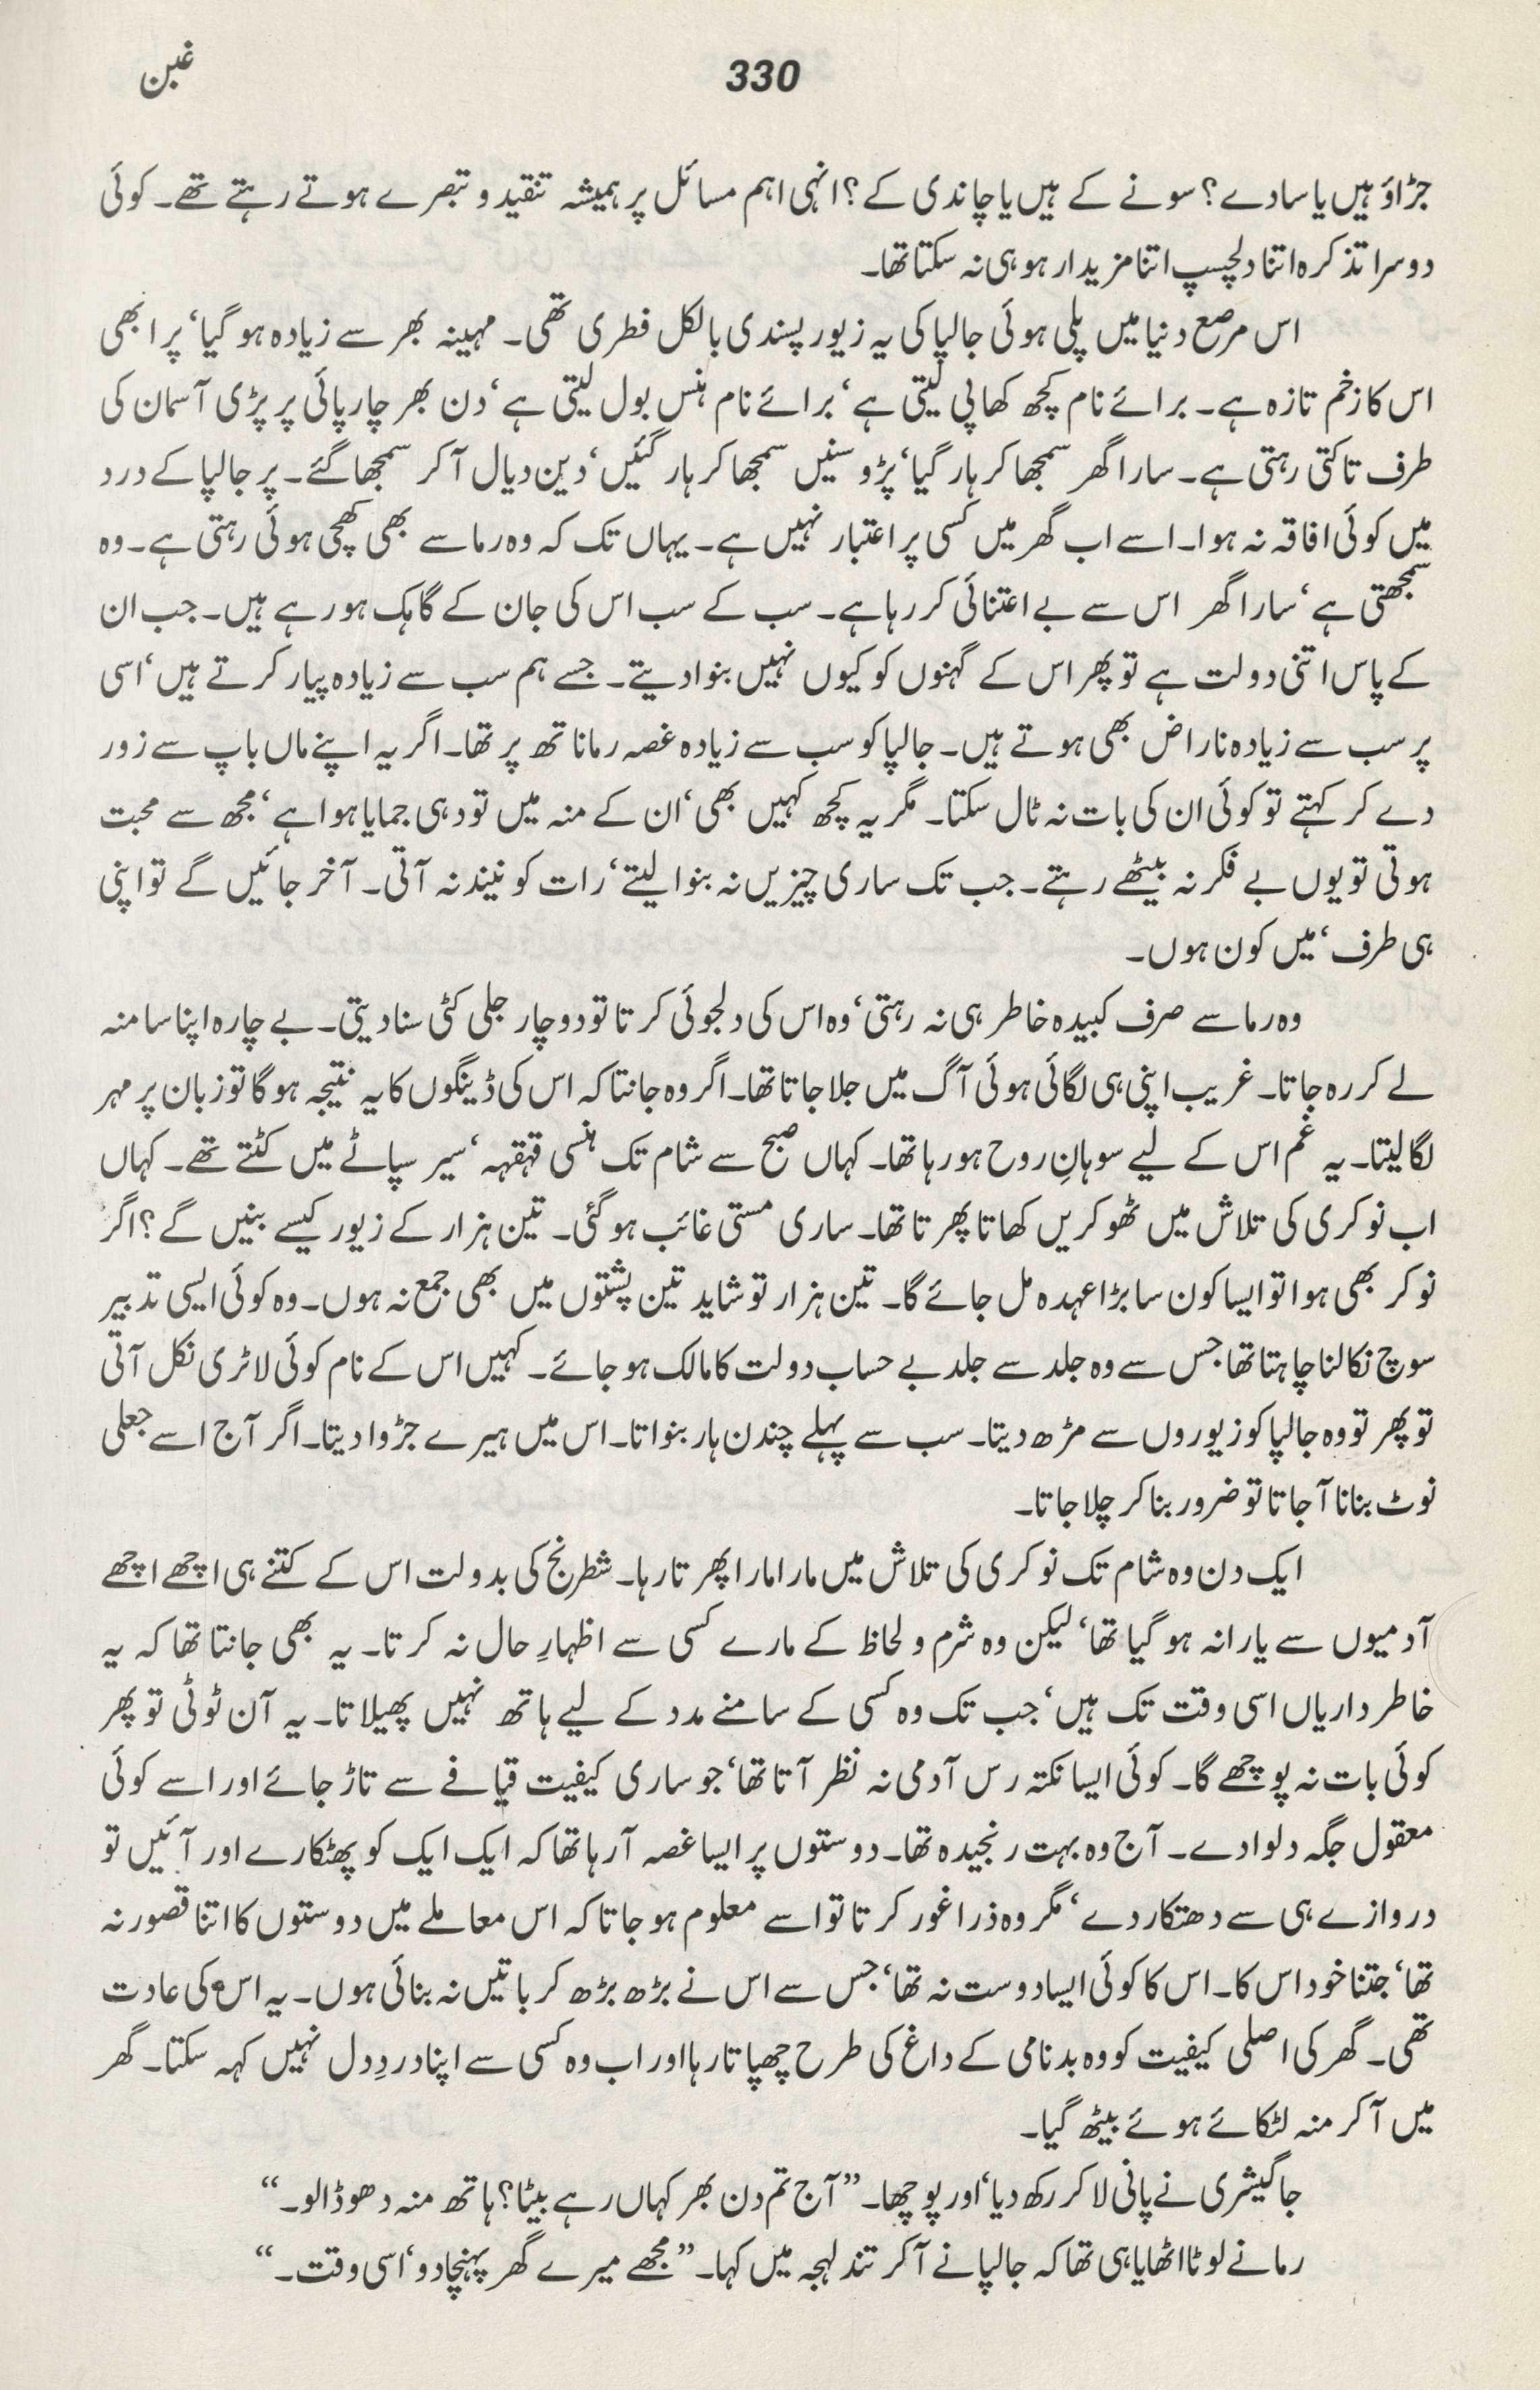 غبن
330
جڑاؤ ہیں یا سادے؟ سونے کے ہیں یا چاندی کے؟ انہی اہم مسائل پر ہمیشہ تنقید و تبصرے ہوتے رہتے تھے۔ کوئی
دوسرا تذکرہ اتنا دلچسپ اتنا مزیدار ہو ہی نہ سکتا تھا۔
اس مرصع دنیا میں پلی ہوئی جالپا کی یہ زیور پسندی بالکل فطری تھی۔ مہینہ بھر سے زیادہ ہو گیا‘ پر ابھی
اس کا زخم تازہ ہے۔ برائے نام کچھ کھا پی لیتی ہے‘ برائے نام ہنس بول لیتی ہے‘ دن بھر چارپائی پر پڑی آسمان کی
طرف تاکتی رہتی ہے۔ سارا گھر سمجھا کر ہار گیا‘ پڑوسنیں سمجھا کر ہار گئیں‘ دین دیال آ کر سمجھا گئے۔ پر جالپا کے درد
میں کوئی افاقہ نہ ہوا۔ اسے اب گھر میں کسی پر اعتبار نہیں ہے۔ یہاں تک کہ وہ رما سے بھی کھچی ہوئی رہتی ہے۔ وہ
سمجھتی ہے‘ سارا گھر اس سے بے اعتنائی کر رہا ہے۔ سب کے سب اس کی جان کے گاہک ہو رہے ہیں۔ جب ان
کے پاس اتنی دولت ہے تو پھر اس کے گہنوں کو کیوں نہیں بنوا دیتے۔ جسے ہم سب سے زیادہ پیار کرتے ہیں‘ اسی
پر سب سے زیادہ ناراض بھی ہوتے ہیں۔ جالپا کو سب سے زیادہ غصہ رماناتھ پر تھا۔ اگر یہ اپنے ماں باپ سے زور
دے کر کہتے تو کوئی ان کی بات نہ ٹال سکتا۔ مگر یہ کچھ کہیں بھی‘ ان کے منہ میں تو دہی جمایا ہوا ہے‘ مجھ سے محبت
ہوتی تو یوں بے فکر نہ بیٹھے رہتے۔ جب تک ساری چیزیں نہ بنوا لیتے‘ رات کو نیند نہ آتی۔ آخر جائیں گے تو اپنی
ہی طرف‘ میں کون ہوں۔
وہ رما سے صرف کبیدہ خاطر ہی نہ رہتی‘ وہ اس کی دلجوئی کرتا تو دو چار جلی کٹی سنا دیتی۔ بے چارہ اپنا سا منہ
لے کر رہ جاتا۔ غریب اپنی ہی لگائی ہوئی آگ میں جلا جاتا تھا۔ اگر وہ جانتا کہ اس کی ڈینگوں کا یہ نتیجہ ہو گا تو زبان پر مہر
لگا لیتا۔ یہ غم اس کے لیے سوہانِ روح ہو رہا تھا۔ کہاں صبح سے شام تک ہنسی قہقہہ‘ سیر سپاٹے میں کٹتے تھے۔ کہاں
اب نوکری کی تلاش میں ٹھوکریں کھاتا پھرتا تھا۔ ساری مستی غائب ہو گئی۔ تین ہزار کے زیور کیسے بنیں گے؟ اگر
نوکر بھی ہوا تو ایسا کون سا بڑا عہدہ مل جائے گا۔ تین ہزار تو شاید تین پشتوں میں بھی جمع نہ ہوں۔ وہ کوئی ایسی تدبیر
سوچ نکالنا چاہتا تھا جس سے وہ جلد سے جلد بے حساب دولت کا مالک ہو جائے۔ کہیں اس کے نام کوئی لاٹری نکل آتی
تو پھر تو وہ جالپا کو زیوروں سے مڑھ دیتا۔ سب سے پہلے چندن ہار بنواتا۔ اس میں ہیرے جڑوا دیتا۔ اگر آج اسے جعلی
نوٹ بنانا آ جاتا تو ضرور بنا کر چلا جاتا۔
ایک دن وہ شام تک نوکری کی تلاش میں مارا مارا پھرتا رہا۔ شطرنج کی بدولت اس کے کتنے ہی اچھے اچھے
آدمیوں سے یارانہ ہو گیا تھا‘ لیکن وہ شرم و لحاظ کے مارے کسی سے اظہارِ حال نہ کرتا۔ یہ بھی جانتا تھا کہ یہ
خاطر داریاں اسی وقت تک ہیں‘ جب تک وہ کسی کے سامنے مدد کے لیے ہاتھ نہیں پھیلاتا۔ یہ آن ٹوٹی تو پھر
کوئی بات نہ پوچھے گا۔ کوئی ایسا نکتہ رس آدمی نہ نظر آتا تھا‘ جو ساری کیفیت قیافے سے تاڑ جائے اور اسے کوئی
معقول جگہ دلوا دے۔ آج وہ بہت رنجیدہ تھا۔ دوستوں پر ایسا غصہ آ رہا تھا کہ ایک ایک کو پھٹکارے اور آئیں تو
دروازے ہی سے دھتکار دے‘ مگر وہ ذرا غور کرتا تو اسے معلوم ہو جاتا کہ اس معاملے میں دوستوں کا اتنا قصور نہ
تھا‘ جتنا خود اس کا۔ اس کا کوئی ایسا دوست نہ تھا‘ جس سے اس نے بڑھ بڑھ کر باتیں نہ بنائی ہوں۔ یہ اس کی عادت
تھی۔ گھر کی اصلی کیفیت کو وہ بدنامی کے داغ کی طرح چھپاتا رہا اور اب وہ کسی سے اپنا دردِ دل نہیں کہہ سکتا۔ گھر
میں آ کر منہ لٹکائے ہوئے بیٹھ گیا۔
جاگیشری نے پانی لا کر رکھ دیا‘ اور پوچھا۔ ”آج تم دن بھر کہاں رہے بیٹا؟ ہاتھ منہ دھو ڈالو۔“
رما نے لوٹا اٹھایا ہی تھا کہ جالپا نے آ کر تند لہجہ میں کہا۔ ”مجھے میرے گھر پہنچا دو‘ اسی وقت۔“